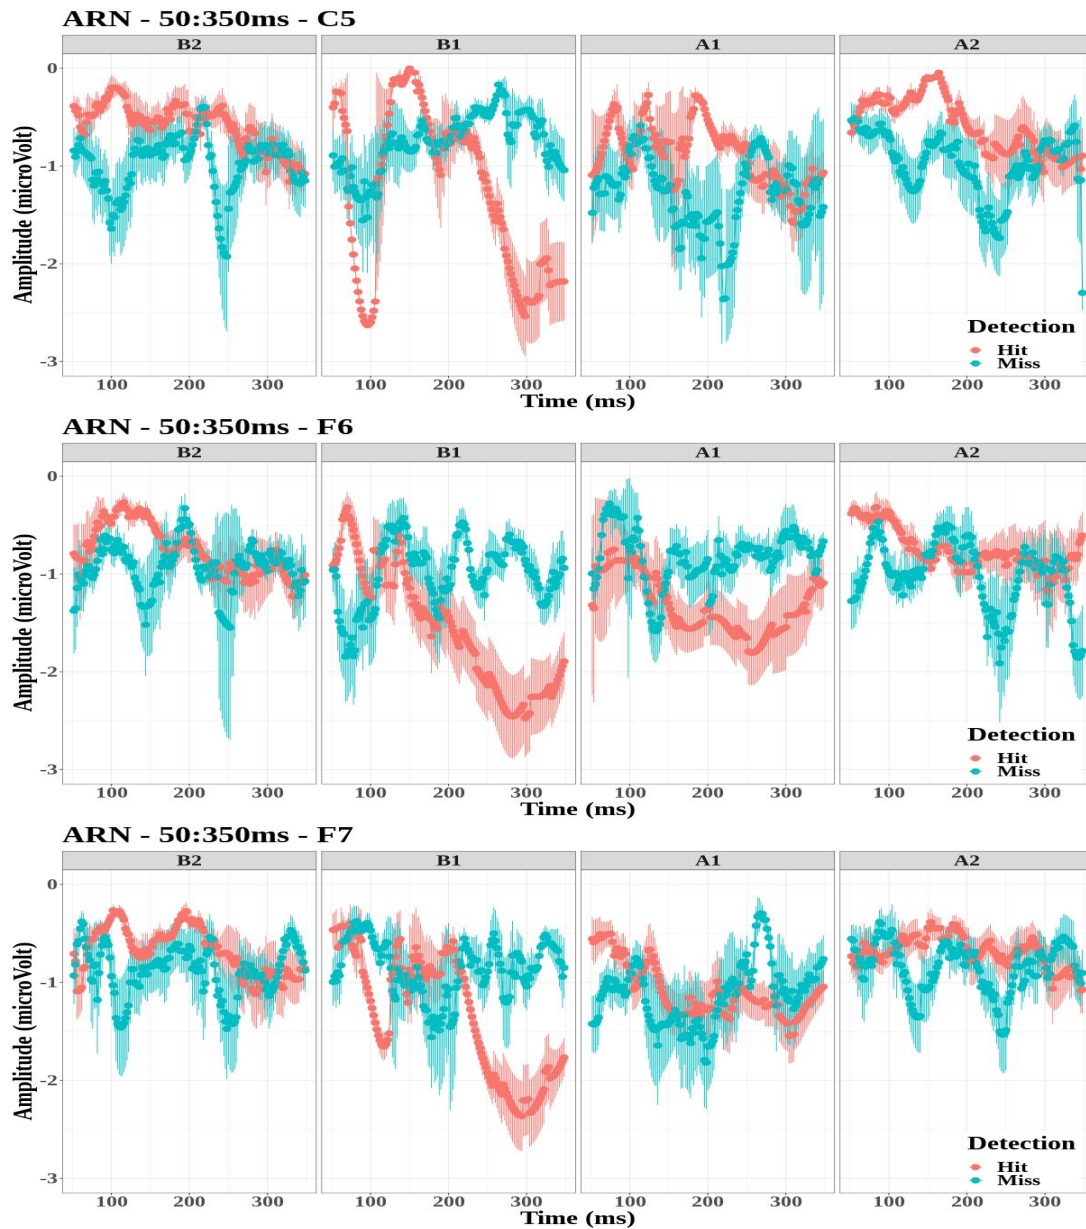 ARN - 50:350ms - C5
B2 B1 A1 A2
Amplitude (microVolt)
0
-1
-2
-3
Detection
Hit
Miss
100 200 300 100 200 300 100 200 300 100 200 300
Time (ms)
ARN - 50:350ms - F6
B2 B1 A1 A2
Amplitude (microVolt)
0
-1
-2
-3
Detection
Hit
Miss
100 200 300 100 200 300 100 200 300 100 200 300
Time (ms)
ARN - 50:350ms - F7
B2 B1 A1 A2
Amplitude (microVolt)
0
-1
-2
-3
Detection
Hit
Miss
100 200 300 100 200 300 100 200 300 100 200 300
Time (ms)